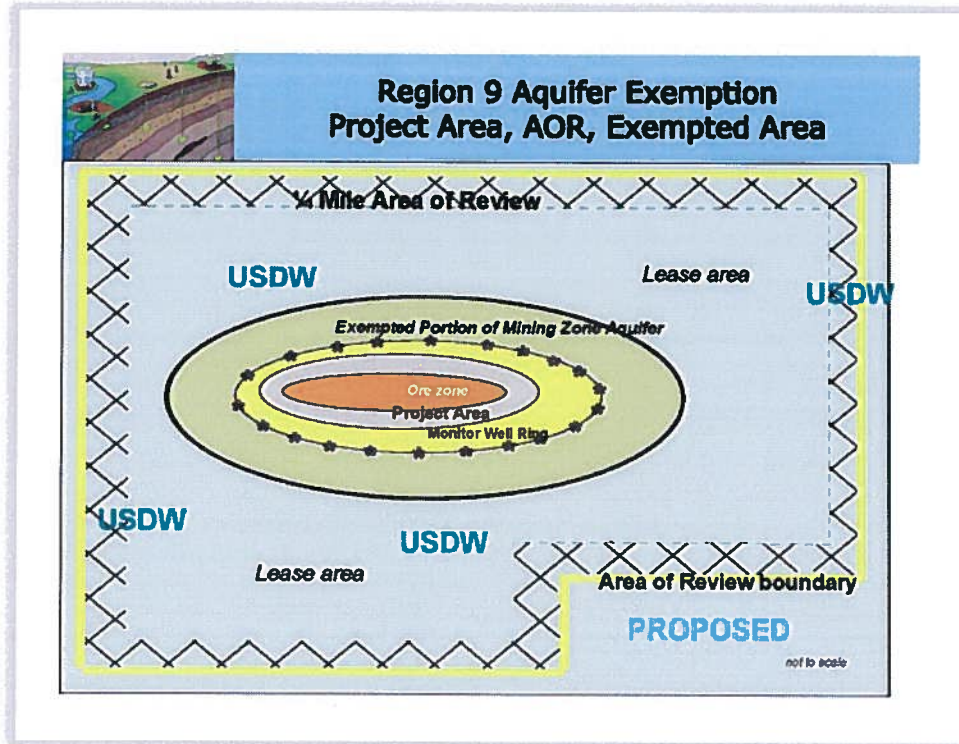 Region 9 Aquifer Exemption
Project Area, AOR, Exempted Area
¼ Mile Area of Review
USDW
Lease area
USDW
Exempted Portion of Mining Zone Aquifer
Ore zone
Project Area
Monitor Well Ring
USDW
USDW
Lease area
Area of Review boundary
PROPOSED
not to scale